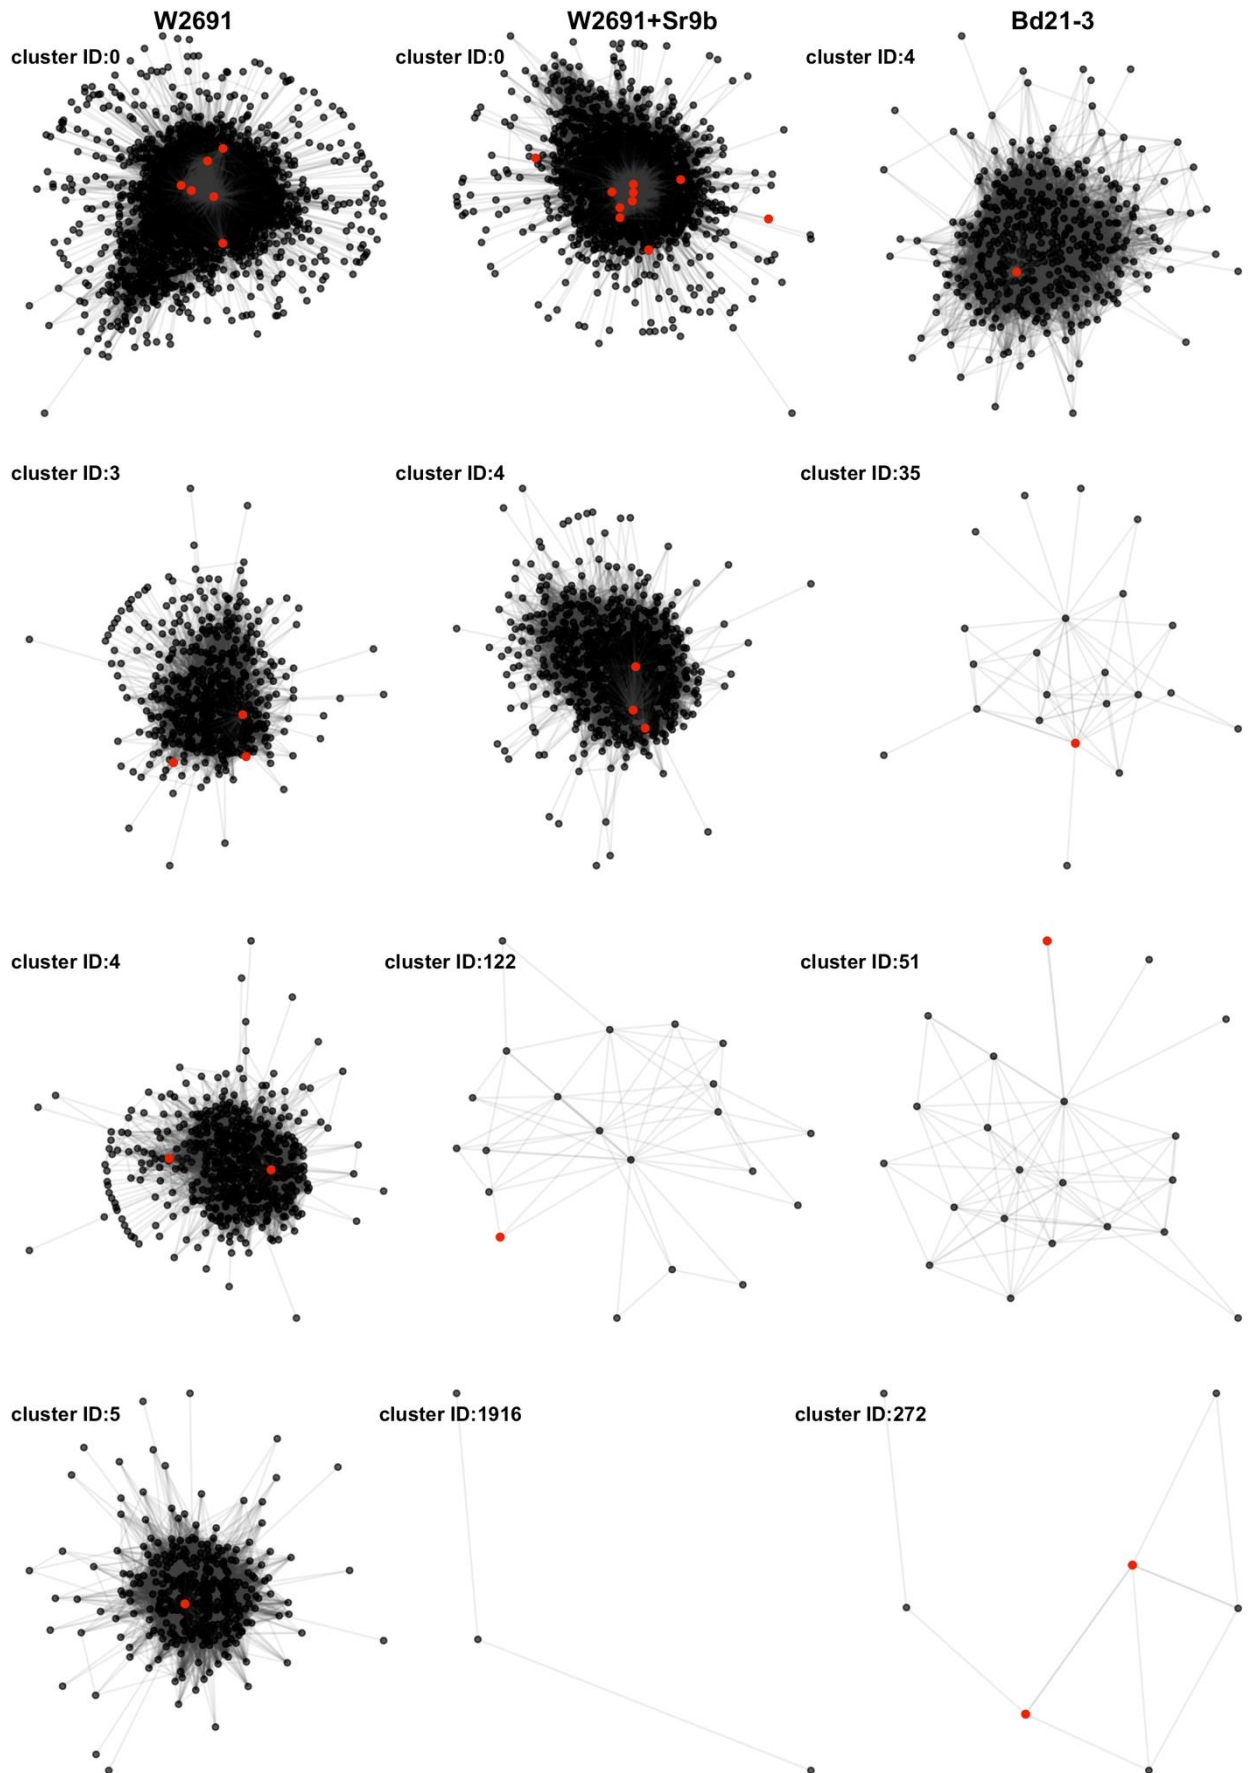 W2691 W2691+Sr9b Bd21-3
cluster ID:0 cluster ID:0 cluster ID:4
cluster ID:3 cluster ID:4 cluster ID:35
cluster ID:4 cluster ID:122 cluster ID:51
cluster ID:5 cluster ID:1916 cluster ID:272